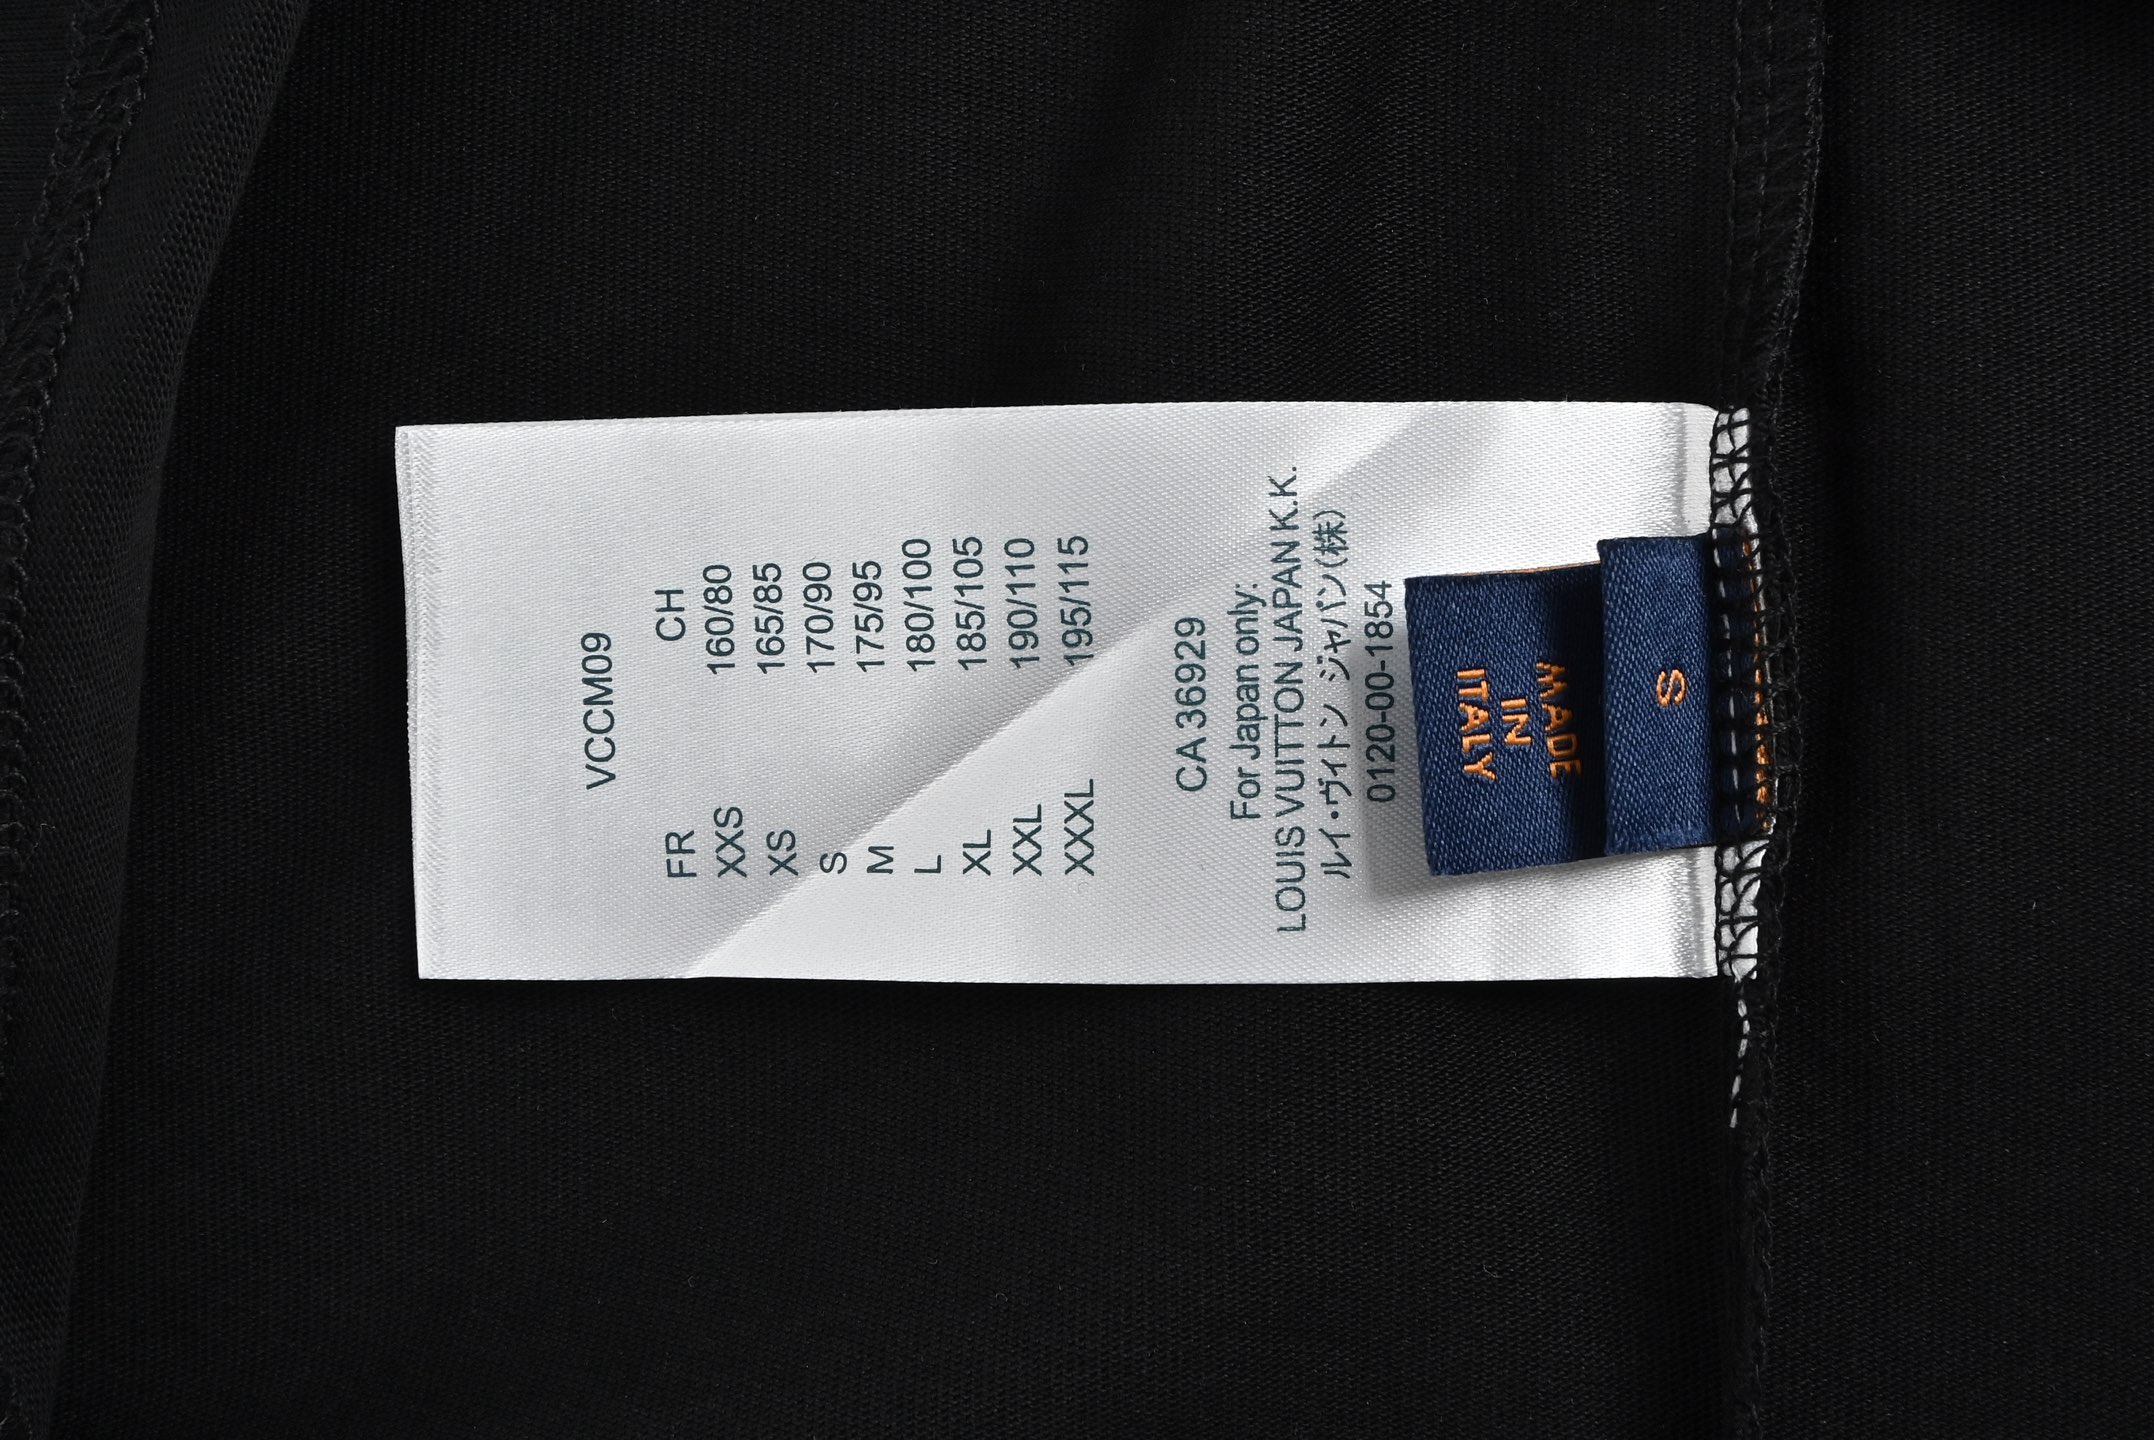 VCCM09
FR CH
XXS 160/80
XS 165/85
S 170/90
M 175/95
L 180/100
XL 185/105
XXL 190/110
XXXL 195/115
CA 36929
For Japan only:
LOUIS VUITTON JAPAN K.K.
ルイ・ヴィトン ジャパン(株)
0120-00-1854
S
MADE
IN
ITALY